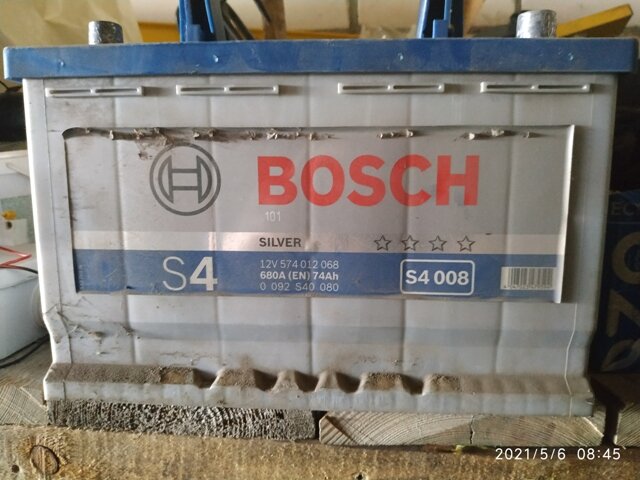 BOSCH
101
SILVER
S4
12V 574 012 068
680A (EN) 74Ah
0 092 S40 080
S4 008
2021/5/6 08:45